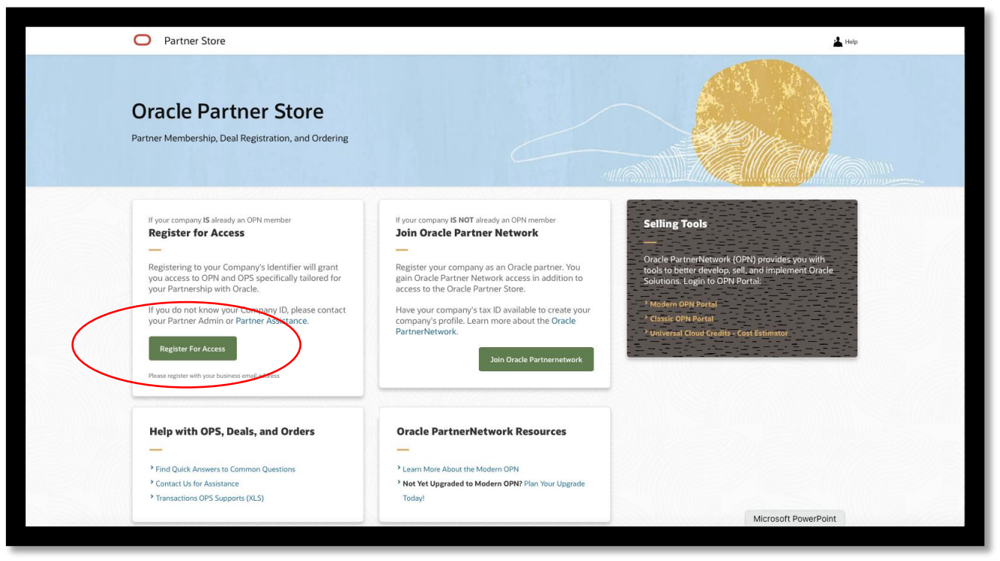 Partner Store
Help
Oracle Partner Store
Partner Membership, Deal Registration, and Ordering
If your company IS already an OPN member
Register for Access
Registering to your Company's Identifier will grant
you access to OPN and OPS specifically tailored for
your Partnership with Oracle.
If you do not know your Company ID, please contact
your Partner Admin or Partner Assistance.
Register For Access
Please register with your business email address
If your company IS NOT already an OPN member
Join Oracle Partner Network
Register your company as an Oracle partner. You
gain Oracle Partner Network access in addition to
access to the Oracle Partner Store.
Have your company's tax ID available to create your
company's profile. Learn more about the Oracle
PartnerNetwork.
Join Oracle Partnernetwork
Selling Tools
Oracle PartnerNetwork (OPN) provides you with
tools to better develop, sell, and implement Oracle
Solutions. Login to OPN Portal:
Modern OPN Portal
Classic OPN Portal
Universal Cloud Credits - Cost Estimator
Help with OPS, Deals, and Orders
Find Quick Answers to Common Questions
Contact Us for Assistance
Transactions OPS Supports (XLS)
Oracle PartnerNetwork Resources
Learn More About the Modern OPN
Not Yet Upgraded to Modern OPN? Plan Your Upgrade
Today!
Microsoft PowerPoint